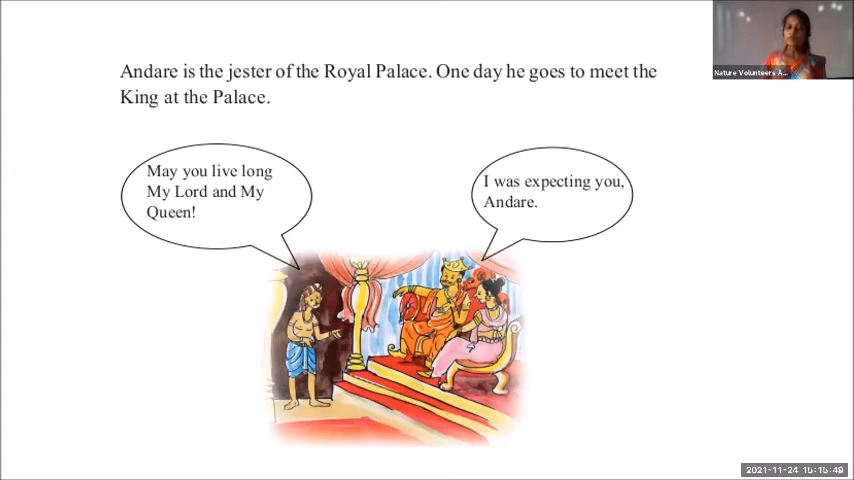 Nature Volunteers A...
Andare is the jester of the Royal Palace. One day he goes to meet the
King at the Palace.
May you live long
My Lord and My
Queen!
I was expecting you,
Andare.
2021-11-24 15:15:49